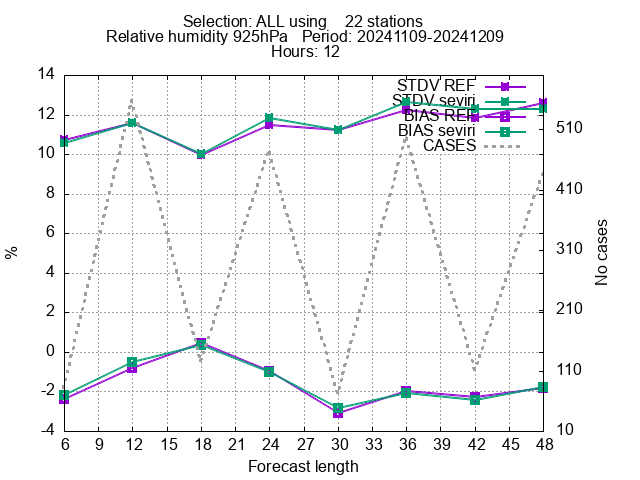 Selection: ALL using 22 stations
Relative humidity 925hPa Period: 20241109-20241209
Hours: 12
14
12
10
8
6
4
2
0
-2
-4
%
STDV REF
STDV seviri
BIAS REF
BIAS seviri
CASES
510
410
310
210
110
10
No cases
6 9 12 15 18 21 24 27 30 33 36 39 42 45 48
Forecast length